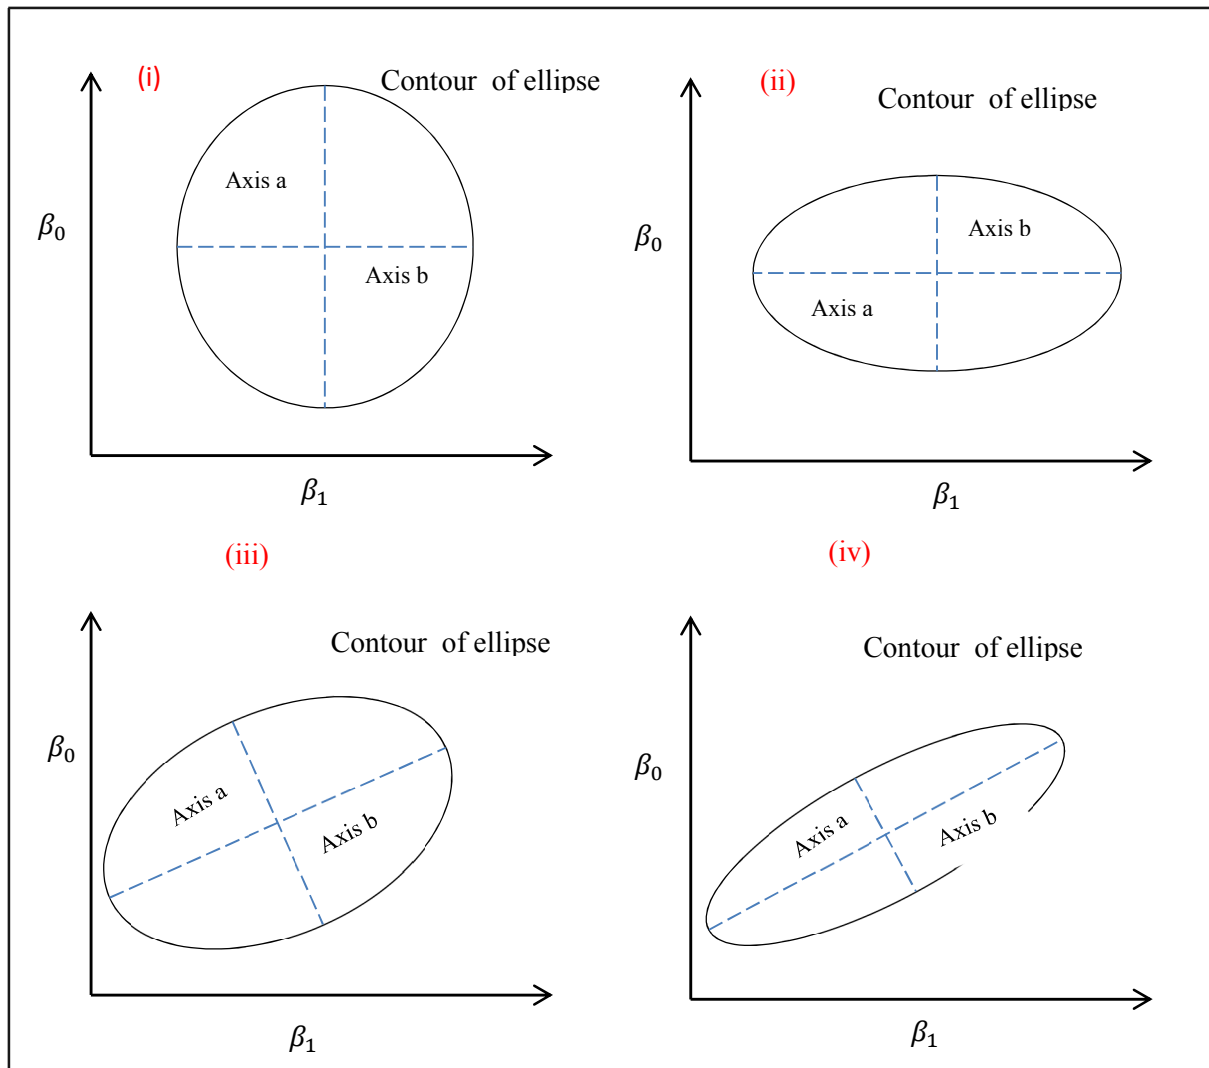 (i)
Contour of ellipse
Axis a
β₀
Axis b
β₁
(ii)
Contour of ellipse
Axis b
β₀
Axis a
β₁
(iii)
Contour of ellipse
β₀
Axis a
Axis b
β₁
(iv)
Contour of ellipse
β₀
Axis a
Axis b
β₁